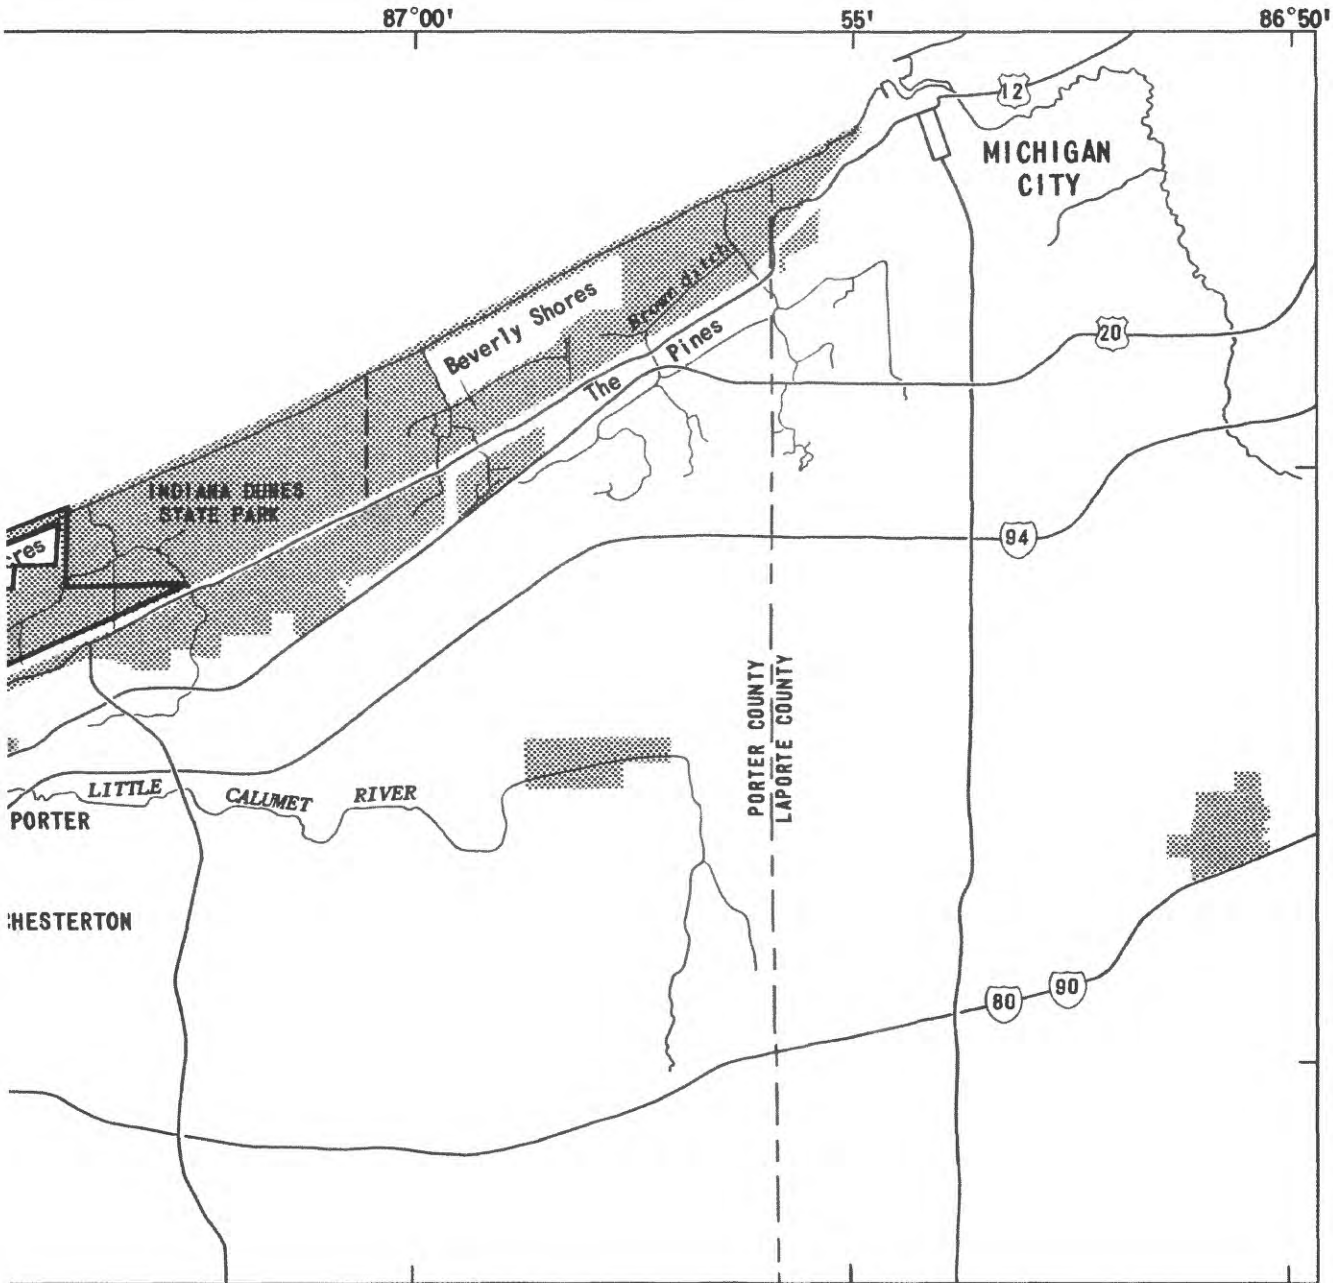 87°00'
55'
86°50'
12
MICHIGAN
CITY
Beverly Shores
Brown ditch
20
The Pines
INDIANA DUNES
STATE PARK
cres
94
PORTER COUNTY
LAPORTE COUNTY
LITTLE CALUMET RIVER
PORTER
HESTERTON
80
90